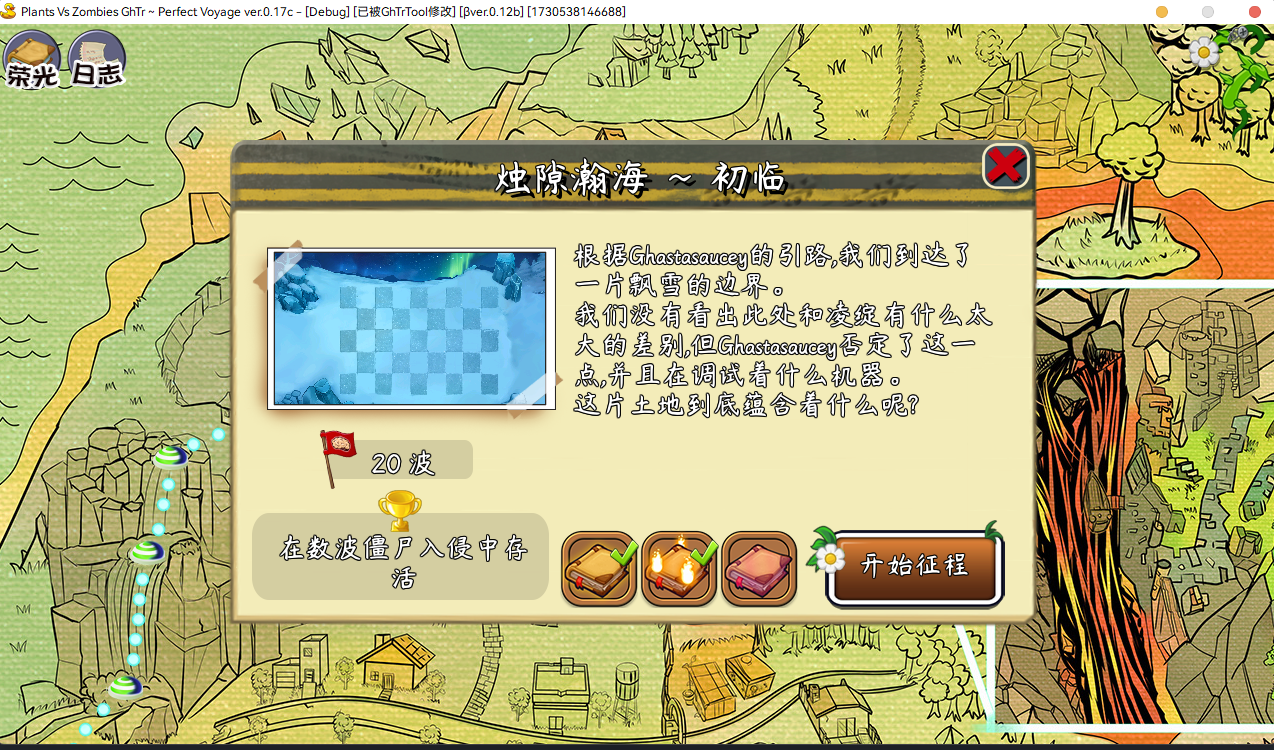 Plants Vs Zombies GhTr ~ Perfect Voyage ver.0.17c - [Debug] [已被GhTrTool修改] [βver.0.12b] [1730538146688]
荣光 日志
烛隙瀚海 ~ 初临
根据Ghastasaucey的引路,我们到达了
一片飘雪的边界。
我们没有看出此处和凌绽有什么太
大的差别,但Ghastasaucey否定了这一
点,并且在调试着什么机器。
这片土地到底蕴含着什么呢?
20 波
在数波僵尸入侵中存
活
开始征程